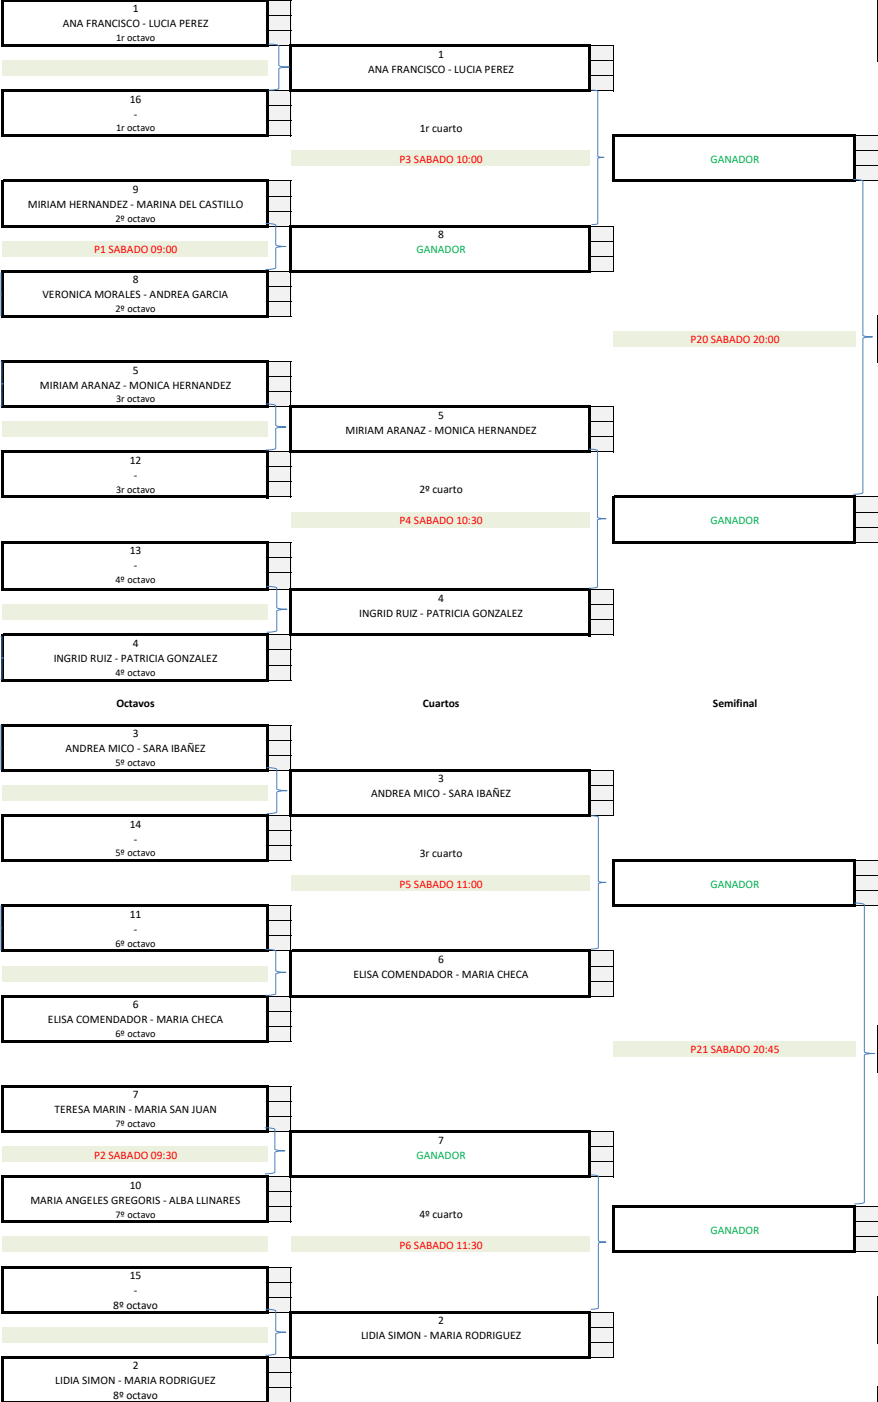 1
ANA FRANCISCO - LUCIA PEREZ
1r octavo
1
ANA FRANCISCO - LUCIA PEREZ
16
-
1r octavo
1r cuarto
P3 SABADO 10:00
GANADOR
9
MIRIAM HERNANDEZ - MARINA DEL CASTILLO
2º octavo
8
GANADOR
P1 SABADO 09:00
8
VERONICA MORALES - ANDREA GARCIA
2º octavo
P20 SABADO 20:00
5
MIRIAM ARANAZ - MONICA HERNANDEZ
3r octavo
5
MIRIAM ARANAZ - MONICA HERNANDEZ
12
-
3r octavo
2º cuarto
P4 SABADO 10:30
GANADOR
13
-
4º octavo
4
INGRID RUIZ - PATRICIA GONZALEZ
4
INGRID RUIZ - PATRICIA GONZALEZ
4º octavo
Octavos
Cuartos
Semifinal
3
ANDREA MICO - SARA IBAÑEZ
5º octavo
3
ANDREA MICO - SARA IBAÑEZ
14
-
5º octavo
3r cuarto
P5 SABADO 11:00
GANADOR
11
-
6º octavo
6
ELISA COMENDADOR - MARIA CHECA
6
ELISA COMENDADOR - MARIA CHECA
6º octavo
P21 SABADO 20:45
7
TERESA MARIN - MARIA SAN JUAN
7º octavo
7
GANADOR
P2 SABADO 09:30
10
MARIA ANGELES GREGORIS - ALBA LLINARES
7º octavo
4º cuarto
P6 SABADO 11:30
GANADOR
15
-
8º octavo
2
LIDIA SIMON - MARIA RODRIGUEZ
2
LIDIA SIMON - MARIA RODRIGUEZ
8º octavo